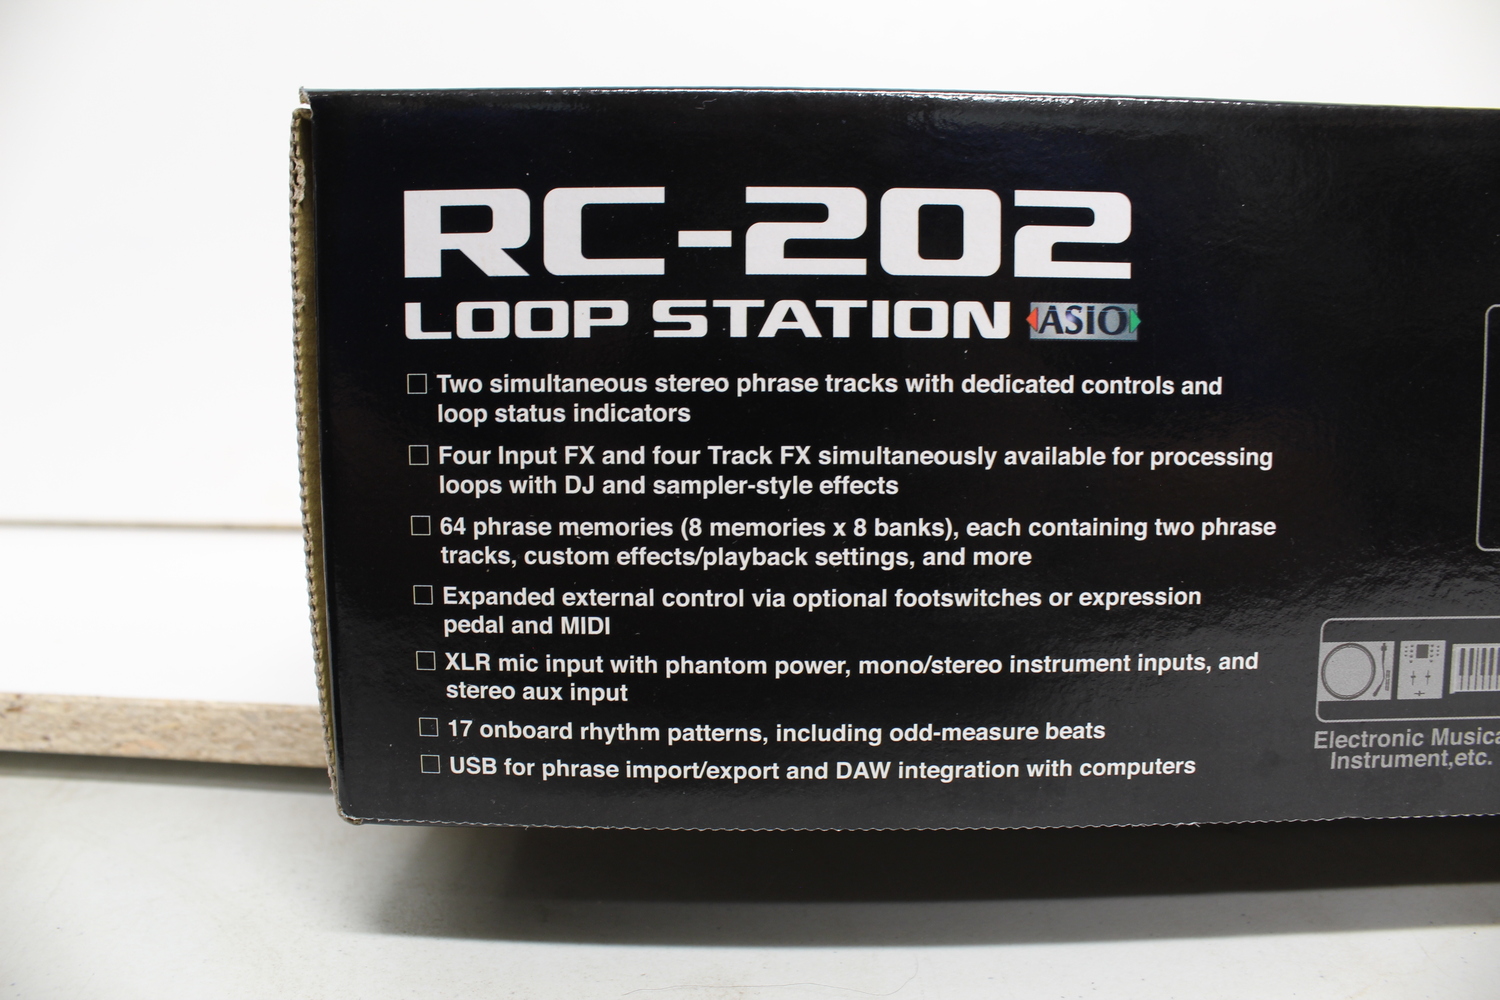 RC-202
LOOP STATION ASIO
Two simultaneous stereo phrase tracks with dedicated controls and
loop status indicators
Four Input FX and four Track FX simultaneously available for processing
loops with DJ and sampler-style effects
64 phrase memories (8 memories x 8 banks), each containing two phrase
tracks, custom effects/playback settings, and more
Expanded external control via optional footswitches or expression
pedal and MIDI
XLR mic input with phantom power, mono/stereo instrument inputs, and
stereo aux input
17 onboard rhythm patterns, including odd-measure beats
USB for phrase import/export and DAW integration with computers
Electronic Musica
Instrument,etc.